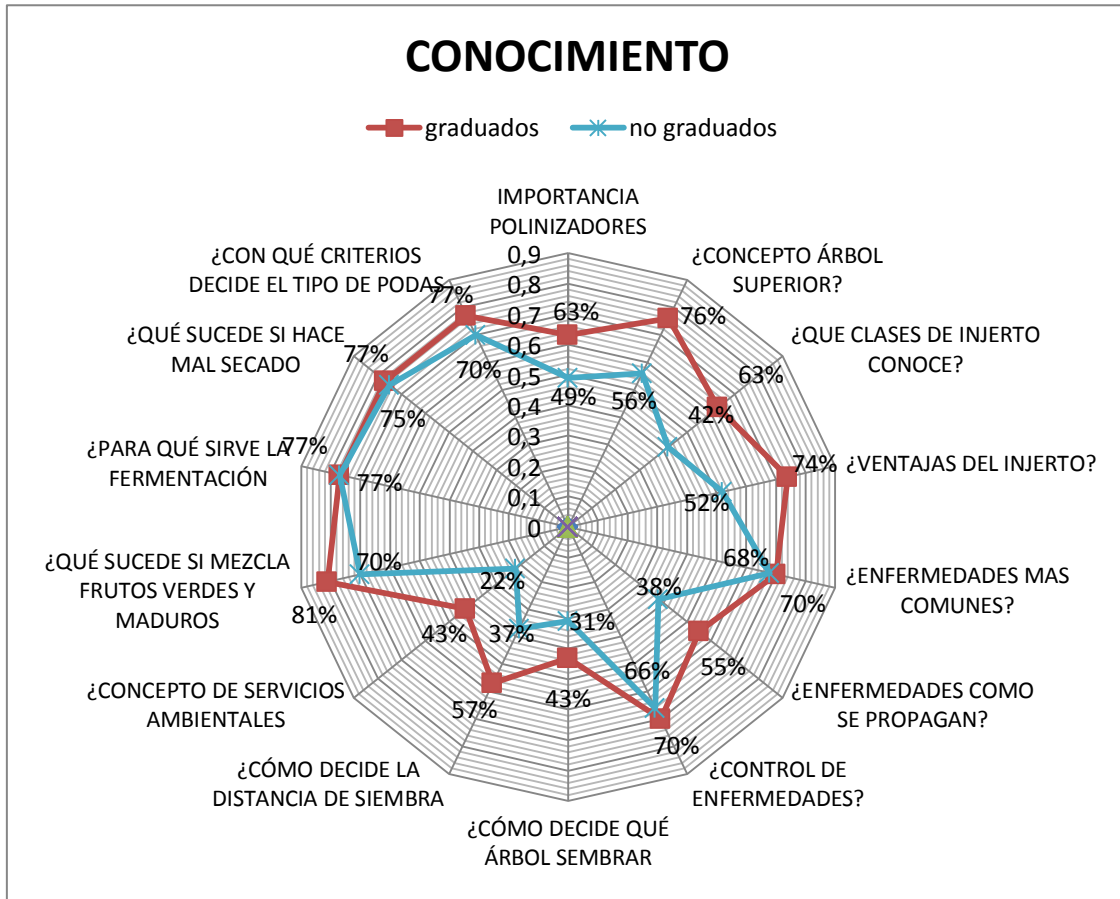 CONOCIMIENTO
graduados
no graduados
IMPORTANCIA
POLINIZADORES
¿CONCEPTO ÁRBOL
SUPERIOR?
¿QUE CLASES DE INJERTO
CONOCE?
¿VENTAJAS DEL INJERTO?
¿ENFERMEDADES MAS
COMUNES?
¿ENFERMEDADES COMO
SE PROPAGAN?
¿CONTROL DE
ENFERMEDADES?
¿CÓMO DECIDE QUÉ
ÁRBOL SEMBRAR
¿CÓMO DECIDE LA
DISTANCIA DE SIEMBRA
¿CONCEPTO DE SERVICIOS
AMBIENTALES
¿QUÉ SUCEDE SI MEZCLA
FRUTOS VERDES Y
MADUROS
¿PARA QUÉ SIRVE LA
FERMENTACIÓN
¿QUÉ SUCEDE SI HACE
MAL SECADO
¿CON QUÉ CRITERIOS
DECIDE EL TIPO DE PODAS
0,9
0,8
0,7
0,6
0,5
0,4
0,3
0,2
0,1
0
63%
76%
63%
74%
70%
55%
70%
43%
57%
43%
81%
77%
77%
77%
49%
56%
42%
52%
68%
38%
66%
31%
37%
22%
70%
77%
75%
70%